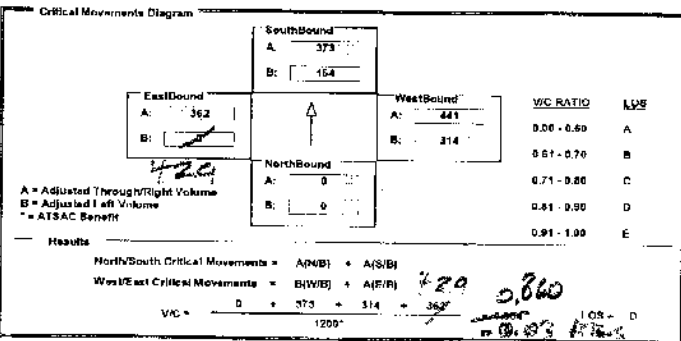 Critical Movements Diagram
SouthBound
A: 373
B: 164
EastBound
A: 362
B:
WestBound
A: 441
B: 314
NorthBound
A: 0
B: 0
V/C RATIO LOS
0.00 - 0.60 A
0.61 - 0.70 B
0.71 - 0.80 C
0.81 - 0.90 D
0.91 - 1.00 E
A = Adjusted Through/Right Volume
B = Adjusted Left Volume
* = ATSAC Benefit
Results
North/South Critical Movements = A(N/B) + A(S/B)
West/East Critical Movements = B(W/B) + A(E/B)
V/C = 0 + 373 + 314 + 362
1200*
0,860
LOS = D